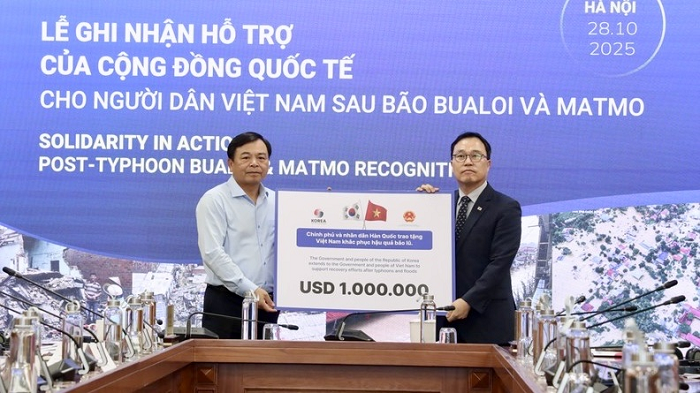 LỄ GHI NHẬN HỖ TRỢ
CỦA CỘNG ĐỒNG QUỐC TẾ
CHO NGƯỜI DÂN VIỆT NAM SAU BÃO BUALOI VÀ MATMO
SOLIDARITY IN ACTIO
POST-TYPHOON BUAL & MATMO RECOGNITI
HÀ NỘI
28.10
2025
KOREA
Chính phủ và nhân dân Hàn Quốc trao tặng
Việt Nam khắc phục hậu quả bão lũ.
The Government and people of the Republic of Korea
extends to the Government and people of Viet Nam to
support recovery efforts after typhoons and floods
USD 1.000.000